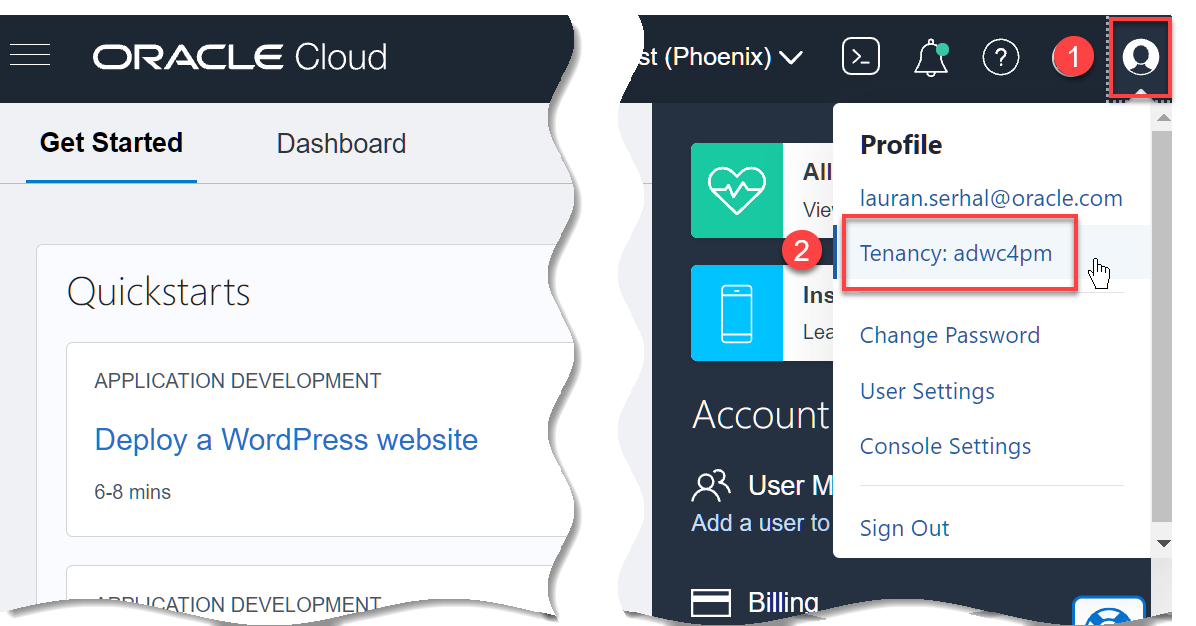 ORACLE Cloud
st (Phoenix)
1
Get Started
Dashboard
Profile
lauran.serhal@oracle.com
2
Tenancy: adwc4pm
Change Password
User Settings
Console Settings
Sign Out
Quickstarts
APPLICATION DEVELOPMENT
Deploy a WordPress website
6-8 mins
APPLICATION DEVELOPMENT
All
Vie
Ins
Lea
Account
User M
Add a user to
Billing